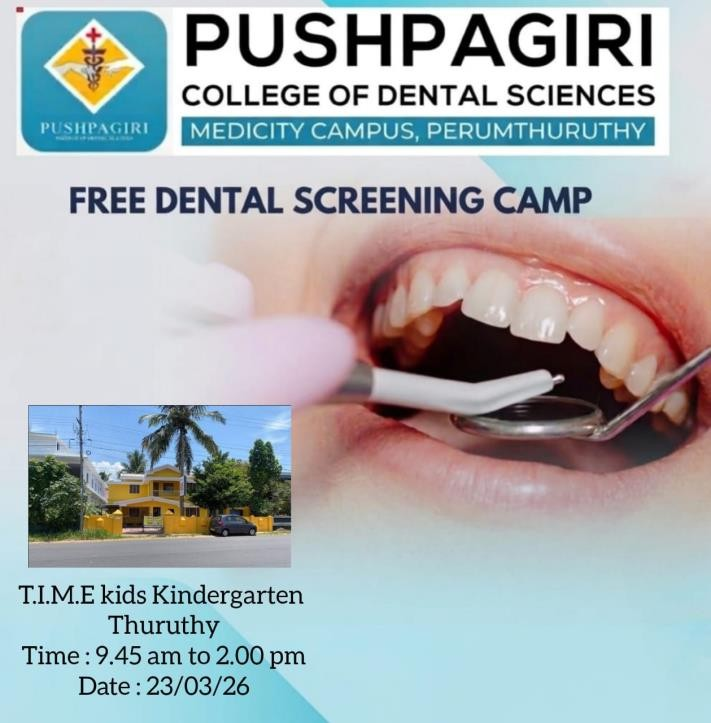 PUSHPAGIRI
PUSHPAGIRI
COLLEGE OF DENTAL SCIENCES
MEDICITY CAMPUS, PERUMTHURUTHY
FREE DENTAL SCREENING CAMP
T.I.M.E kids Kindergarten
Thuruthy
Time : 9.45 am to 2.00 pm
Date : 23/03/26